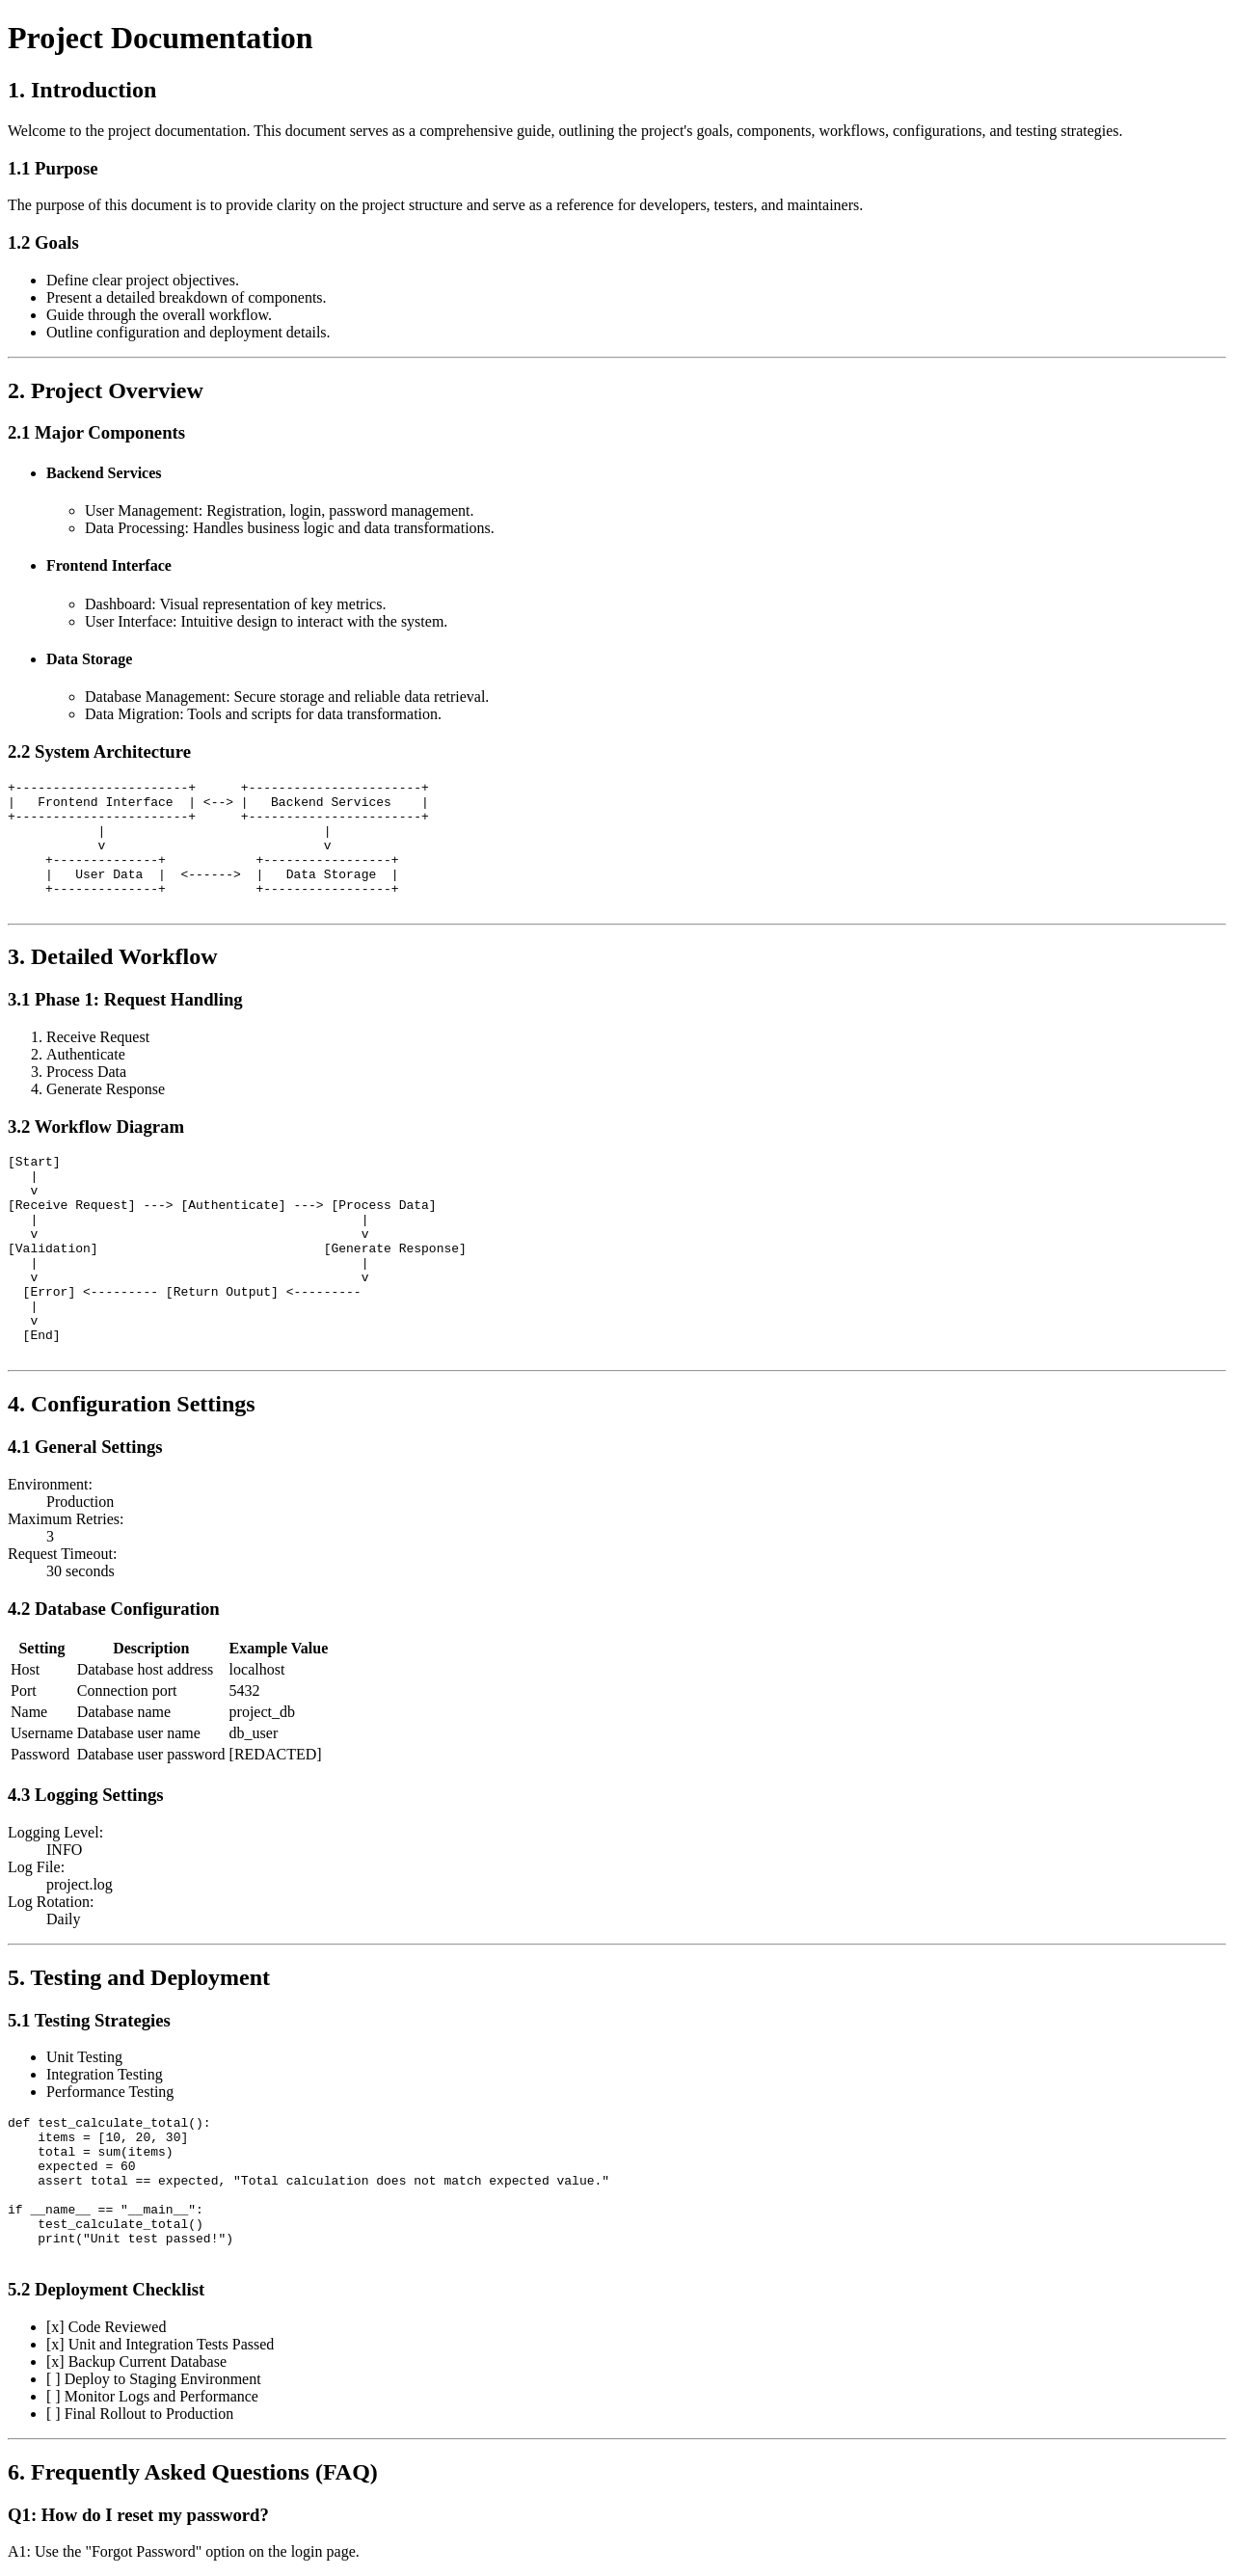 Project Documentation
1. Introduction
Welcome to the project documentation. This document serves as a comprehensive guide, outlining the project's goals, components, workflows, configurations, and testing strategies.
1.1 Purpose
The purpose of this document is to provide clarity on the project structure and serve as a reference for developers, testers, and maintainers.
1.2 Goals
• Define clear project objectives.
• Present a detailed breakdown of components.
• Guide through the overall workflow.
• Outline configuration and deployment details.
2. Project Overview
2.1 Major Components
• Backend Services
◦ User Management: Registration, login, password management.
◦ Data Processing: Handles business logic and data transformations.
• Frontend Interface
◦ Dashboard: Visual representation of key metrics.
◦ User Interface: Intuitive design to interact with the system.
• Data Storage
◦ Database Management: Secure storage and reliable data retrieval.
◦ Data Migration: Tools and scripts for data transformation.
2.2 System Architecture
+-----------------------+      +-----------------------+
|   Frontend Interface  | <--> |   Backend Services    |
+-----------------------+      +-----------------------+
            |                             |
            v                             v
     +--------------+            +-----------------+
     |   User Data  |  <------>  |   Data Storage  |
     +--------------+            +-----------------+
3. Detailed Workflow
3.1 Phase 1: Request Handling
1. Receive Request
2. Authenticate
3. Process Data
4. Generate Response
3.2 Workflow Diagram
[Start]
   |
   v
[Receive Request] ---> [Authenticate] ---> [Process Data]
   |                                           |
   v                                           v
[Validation]                              [Generate Response]
   |                                           |
   v                                           v
  [Error] <--------- [Return Output] <---------
   |
   v
  [End]
4. Configuration Settings
4.1 General Settings
Environment:
Production
Maximum Retries:
3
Request Timeout:
30 seconds
4.2 Database Configuration
Setting Description Example Value
Host Database host address localhost
Port Connection port 5432
Name Database name project_db
Username Database user name db_user
Password Database user password [REDACTED]
4.3 Logging Settings
Logging Level:
INFO
Log File:
project.log
Log Rotation:
Daily
5. Testing and Deployment
5.1 Testing Strategies
• Unit Testing
• Integration Testing
• Performance Testing
def test_calculate_total():
    items = [10, 20, 30]
    total = sum(items)
    expected = 60
    assert total == expected, "Total calculation does not match expected value."
if __name__ == "__main__":
    test_calculate_total()
    print("Unit test passed!")
5.2 Deployment Checklist
• [x] Code Reviewed
• [x] Unit and Integration Tests Passed
• [x] Backup Current Database
• [ ] Deploy to Staging Environment
• [ ] Monitor Logs and Performance
• [ ] Final Rollout to Production
6. Frequently Asked Questions (FAQ)
Q1: How do I reset my password?
A1: Use the "Forgot Password" option on the login page.